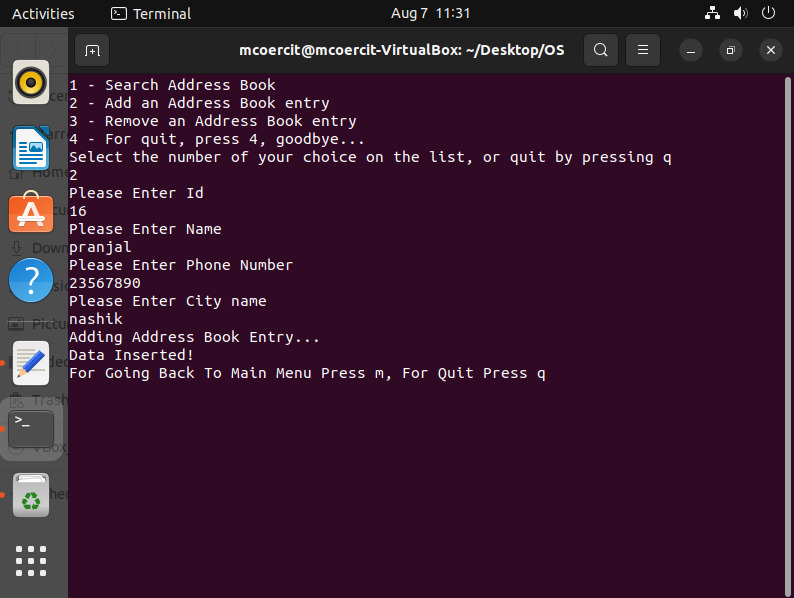 Activities
Terminal
Aug 7 11:31
mcoercit@mcoercit-VirtualBox: ~/Desktop/OS
1 - Search Address Book
2 - Add an Address Book entry
3 - Remove an Address Book entry
4 - For quit, press 4, goodbye...
Select the number of your choice on the list, or quit by pressing q
2
Please Enter Id
16
Please Enter Name
pranjal
Please Enter Phone Number
23567890
Please Enter City name
nashik
Adding Address Book Entry...
Data Inserted!
For Going Back To Main Menu Press m, For Quit Press q
Home
Down
Pictu
Trash